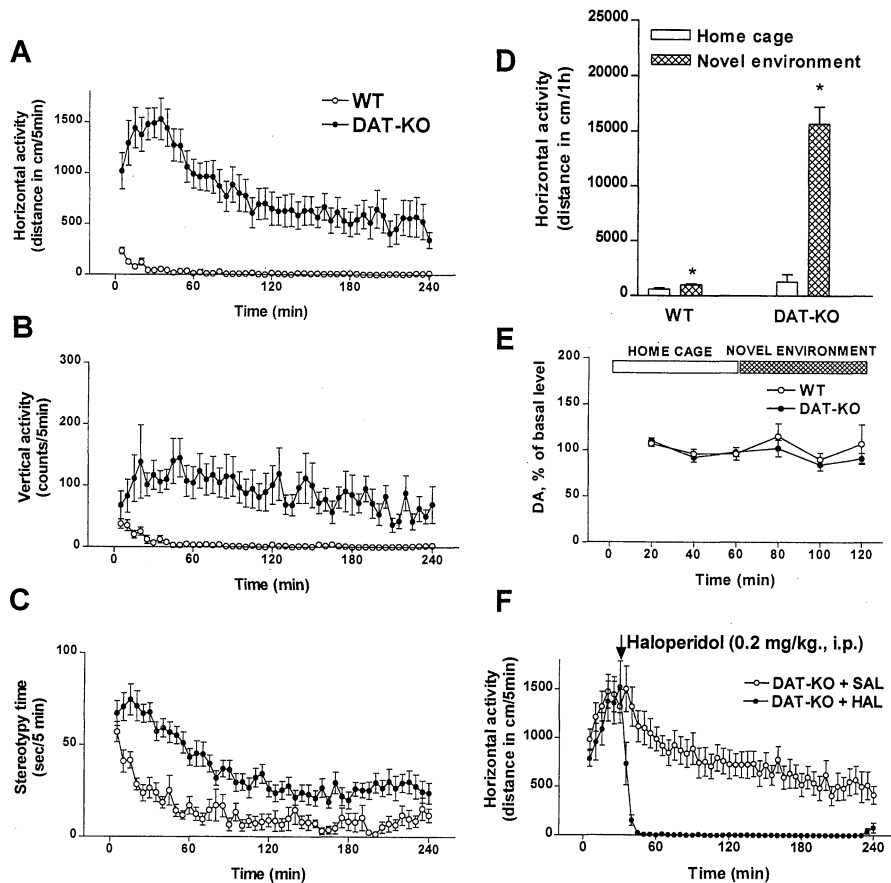 A
Horizontal activity
(distance in cm/5min)
1500
1000
500
0
WT
DAT-KO
0 60 120 180 240
Time (min)
B
Vertical activity
(counts/5min)
300
200
100
0
0 60 120 180 240
Time (min)
C
Stereotypy time
(sec/5 min)
100
50
0
0 60 120 180 240
Time (min)
D
Horizontal activity
(distance in cm/1h)
25000
20000
15000
10000
5000
0
Home cage
Novel environment
*
*
WT DAT-KO
E
DA, % of basal level
200
150
100
50
0
HOME CAGE NOVEL ENVIRONMENT
WT
DAT-KO
0 20 40 60 80 100 120
Time (min)
F
Haloperidol (0.2 mg/kg., i.p.)
Horizontal activity
(distance in cm/5min)
1500
1000
500
0
DAT-KO + SAL
DAT-KO + HAL
0 60 120 180 240
Time (min)